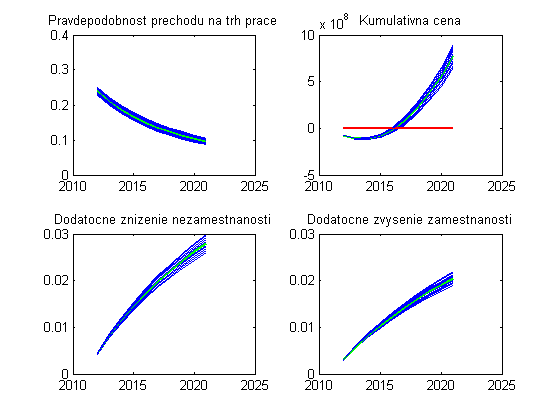 Pravdepodobnost prechodu na trh prace
0.4
0.3
0.2
0.1
0
2010 2015 2020 2025
x 10^8 Kumulativna cena
10
5
0
-5
2010 2015 2020 2025
Dodatocne znizenie nezamestnanosti
0.03
0.02
0.01
0
2010 2015 2020 2025
Dodatocne zvysenie zamestnanosti
0.03
0.02
0.01
0
2010 2015 2020 2025